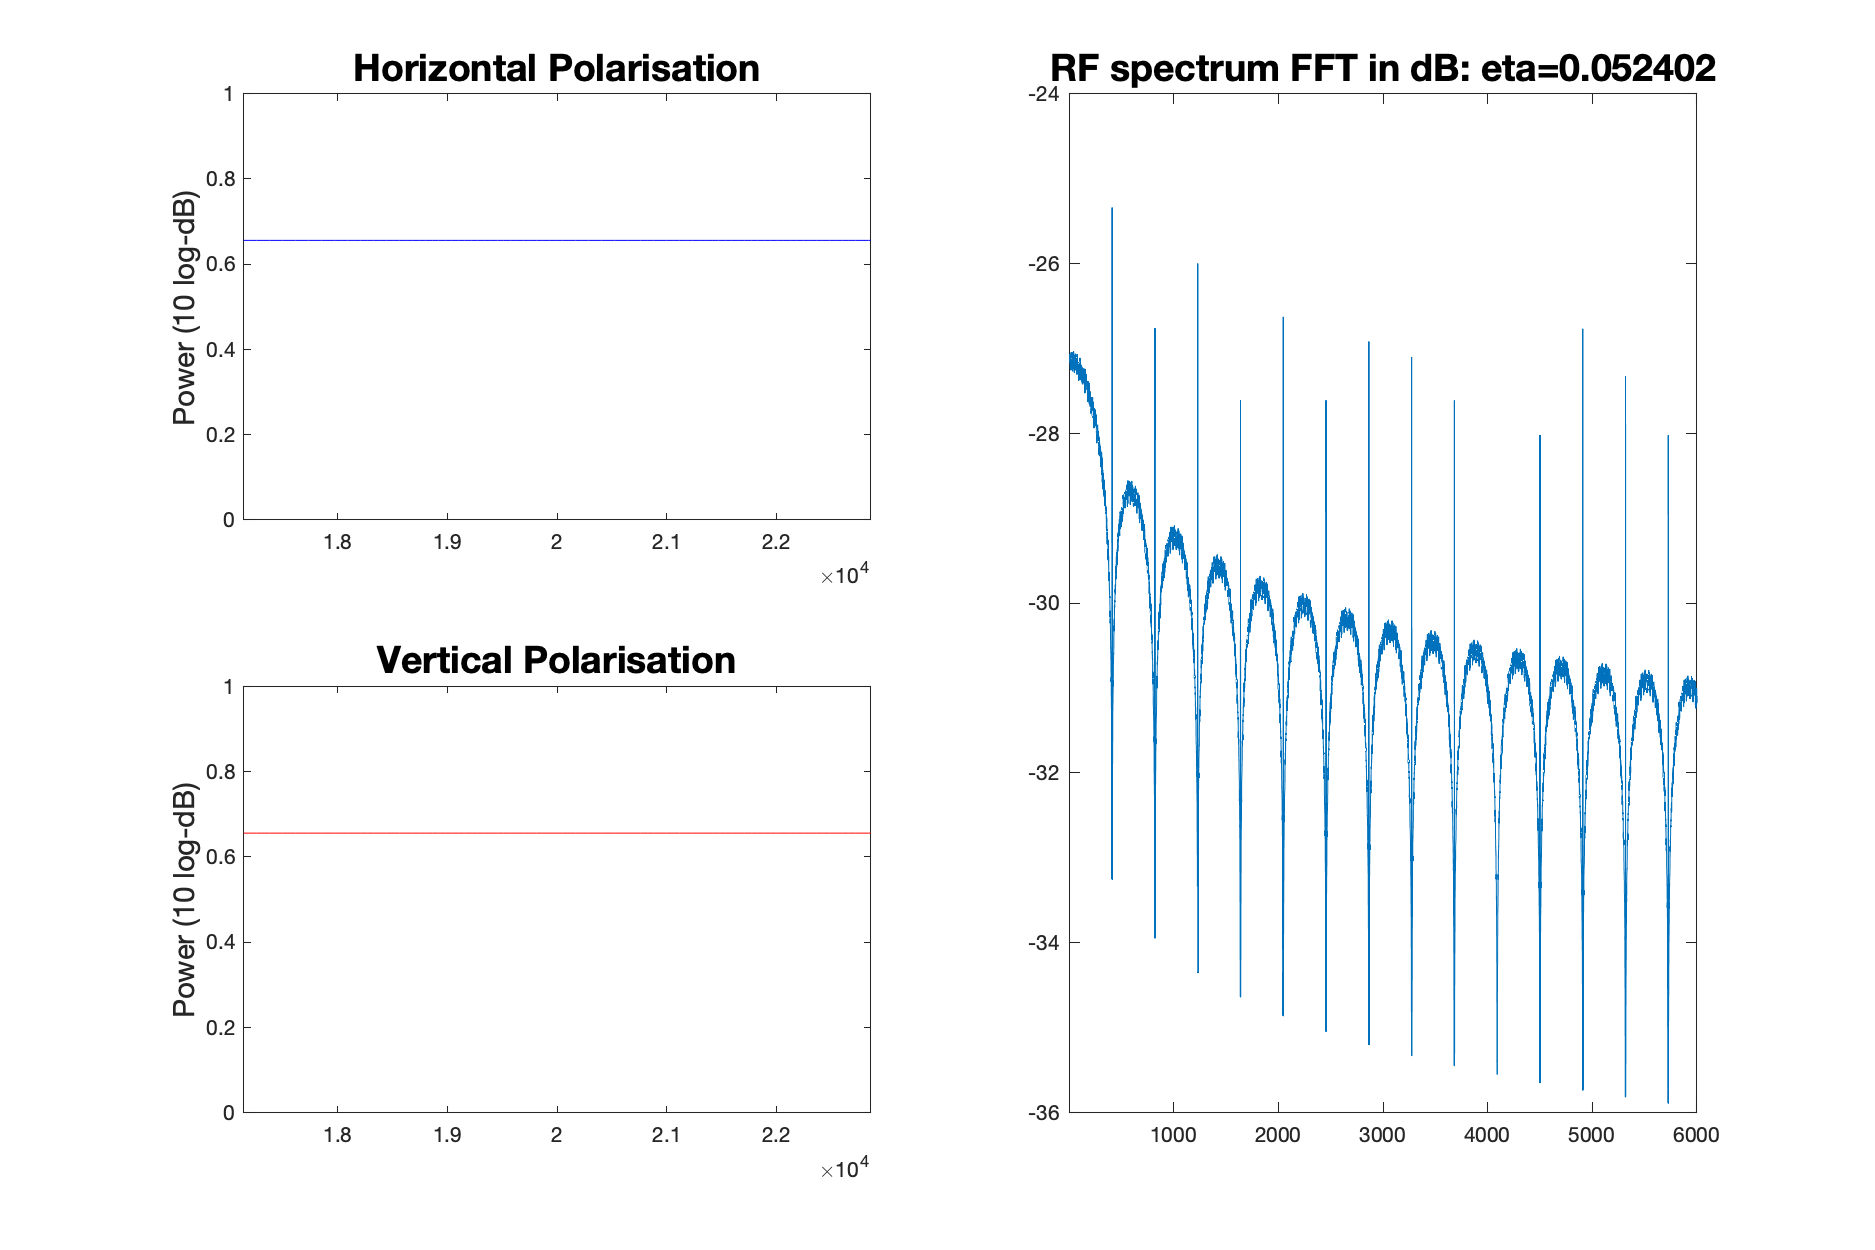 Horizontal Polarisation
Power (10 log-dB)
1
0.8
0.6
0.4
0.2
0
1.8 1.9 2 2.1 2.2
×10^4
Vertical Polarisation
Power (10 log-dB)
1
0.8
0.6
0.4
0.2
0
1.8 1.9 2 2.1 2.2
×10^4
RF spectrum FFT in dB: eta=0.052402
-24
-26
-28
-30
-32
-34
-36
1000 2000 3000 4000 5000 6000